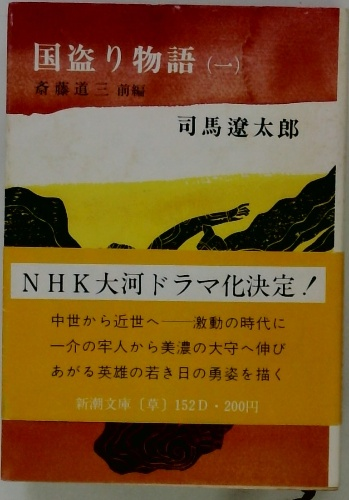 国盗り物語（一）
斎藤道三 前編
司馬遼太郎
NHK大河ドラマ化決定！
中世から近世へ――激動の時代に
一介の牢人から美濃の大守へ伸び
あがる英雄の若き日の勇姿を描く
新潮文庫〔草〕152D・200円